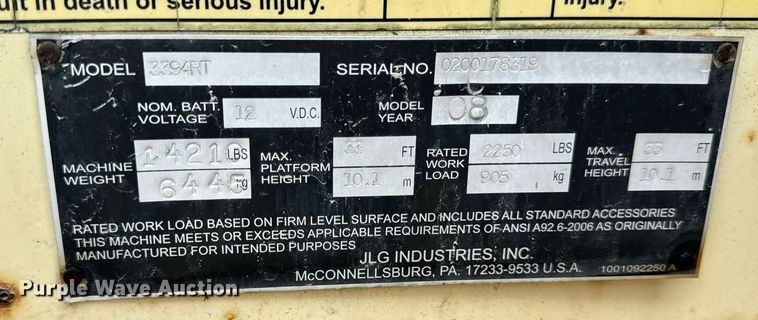 ult in death or serious injury. injury.
MODEL 3394RT SERIAL NO. 0200178319
NOM. BATT. VOLTAGE 12 V.D.C. MODEL YEAR 08
MACHINE WEIGHT 14210 LBS 6445 kg MAX. PLATFORM HEIGHT 33 FT 10.1 m RATED WORK LOAD 2250 LBS 905 kg MAX. TRAVEL HEIGHT 33 FT 10.1 m
RATED WORK LOAD BASED ON FIRM LEVEL SURFACE AND INCLUDES ALL STANDARD ACCESSORIES
THIS MACHINE MEETS OR EXCEEDS APPLICABLE REQUIREMENTS OF ANSI A92.6-2006 AS ORIGINALLY
MANUFACTURED FOR INTENDED PURPOSES
JLG INDUSTRIES, INC.
McCONNELLSBURG, PA. 17233-9533 U.S.A. 1001092250 A
Purple Wave Auction